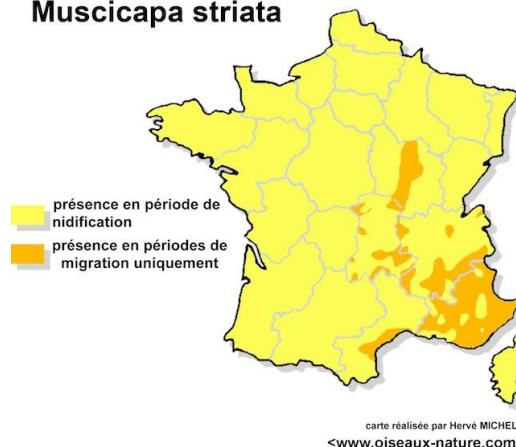 Muscicapa striata
présence en période de
nidification
présence en périodes de
migration uniquement
carte réalisée par Hervé MICHEL
<www.oiseaux-nature.com